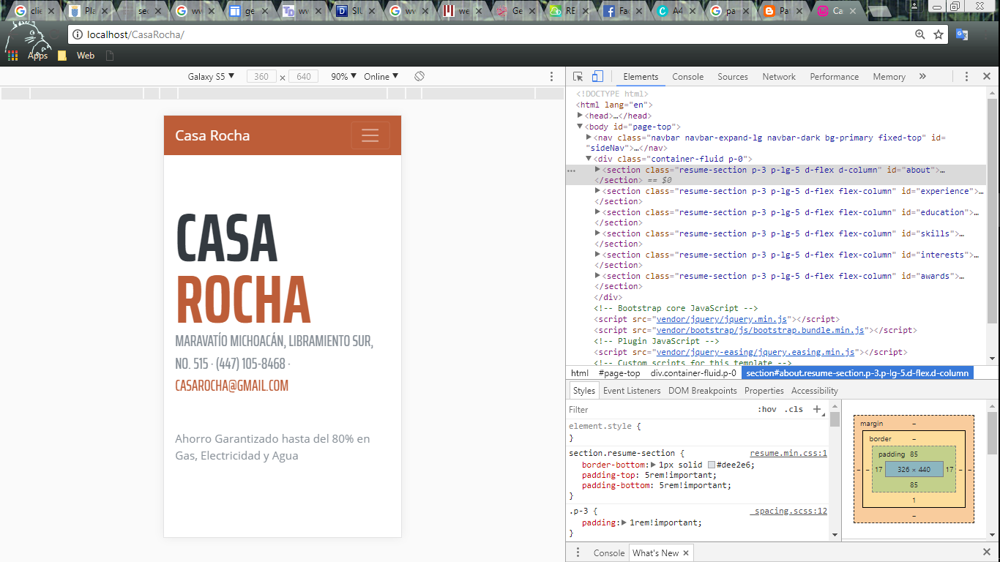 clie
Pla
sec
G ww
ge
ww
SIU
ww
we
Ge
RE
Fac
A4
pa
Pa
Ca
localhost/CasaRocha/
Apps Web
Galaxy S5 ▼ 360 × 640 90% ▼ Online ▼
Elements Console Sources Network Performance Memory »
Casa Rocha
CASA
ROCHA
MARAVATÍO MICHOACÁN, LIBRAMIENTO SUR,
NO. 515 · (447) 105-8468 ·
CASAROCHA@GMAIL.COM
Ahorro Garantizado hasta del 80% en
Gas, Electricidad y Agua
<!DOCTYPE html>
<html lang="en">
▶<head>…</head>
▼<body id="page-top">
▶<nav class="navbar navbar-expand-lg navbar-dark bg-primary fixed-top" id=
"sideNav">…</nav>
▼<div class="container-fluid p-0">
▶<section class="resume-section p-3 p-lg-5 d-flex d-column" id="about">…
</section> == $0
▶<section class="resume-section p-3 p-lg-5 d-flex flex-column" id="experience">…
</section>
▶<section class="resume-section p-3 p-lg-5 d-flex flex-column" id="education">…
</section>
▶<section class="resume-section p-3 p-lg-5 d-flex flex-column" id="skills">…
</section>
▶<section class="resume-section p-3 p-lg-5 d-flex flex-column" id="interests">…
</section>
▶<section class="resume-section p-3 p-lg-5 d-flex flex-column" id="awards">…
</section>
</div>
<!-- Bootstrap core JavaScript -->
<script src="vendor/jquery/jquery.min.js"></script>
<script src="vendor/bootstrap/js/bootstrap.bundle.min.js"></script>
<!-- Plugin JavaScript -->
<script src="vendor/jquery-easing/jquery.easing.min.js"></script>
<!-- Custom scripts for this template -->
html #page-top div.container-fluid.p-0 section#about.resume-section.p-3.p-lg-5.d-flex.d-column
Styles Event Listeners DOM Breakpoints Properties Accessibility
Filter :hov .cls +
element.style {
}
section.resume-section { resume.min.css:1
border-bottom:▶1px solid #dee2e6;
padding-top: 5rem!important;
padding-bottom: 5rem!important;
}
.p-3 { _spacing.scss:12
padding:▶1rem!important;
}
margin –
border –
padding 85
– – 17 326 × 440 17 – –
85
1
–
Console What's New ×